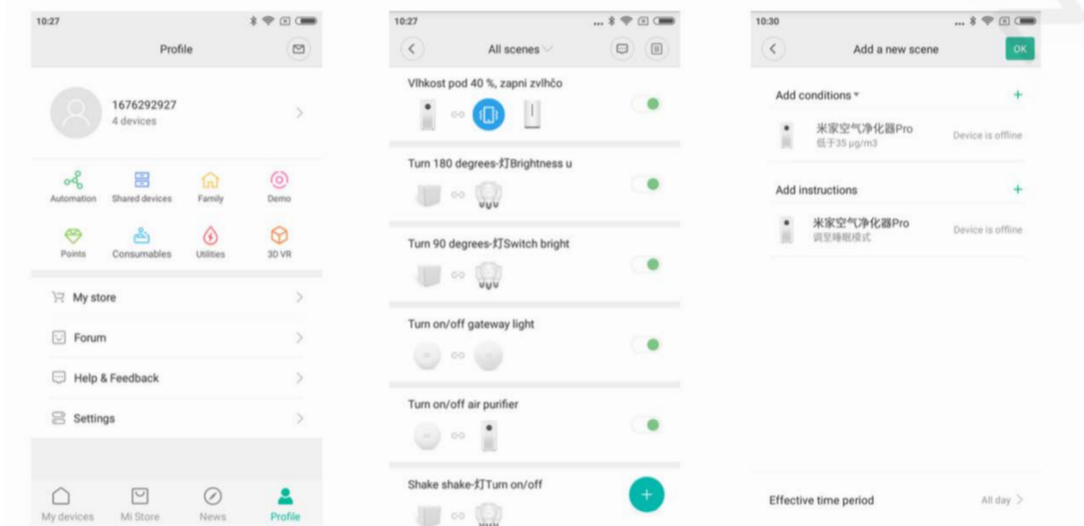 10:27
Profile
1676292927
4 devices
Automation
Shared devices
Family
Demo
Points
Consumables
Utilities
3D VR
My store
Forum
Help & Feedback
Settings
My devices
Mi Store
News
Profile
10:27
All scenes
Vlhkost pod 40 %, zapni zvlhčo
Turn 180 degrees-灯Brightness u
Turn 90 degrees-灯Switch bright
Turn on/off gateway light
Turn on/off air purifier
Shake shake-灯Turn on/off
10:30
Add a new scene
OK
Add conditions
米家空气净化器Pro
低于35 μg/m3
Device is offline
Add instructions
米家空气净化器Pro
调至睡眠模式
Device is offline
Effective time period
All day